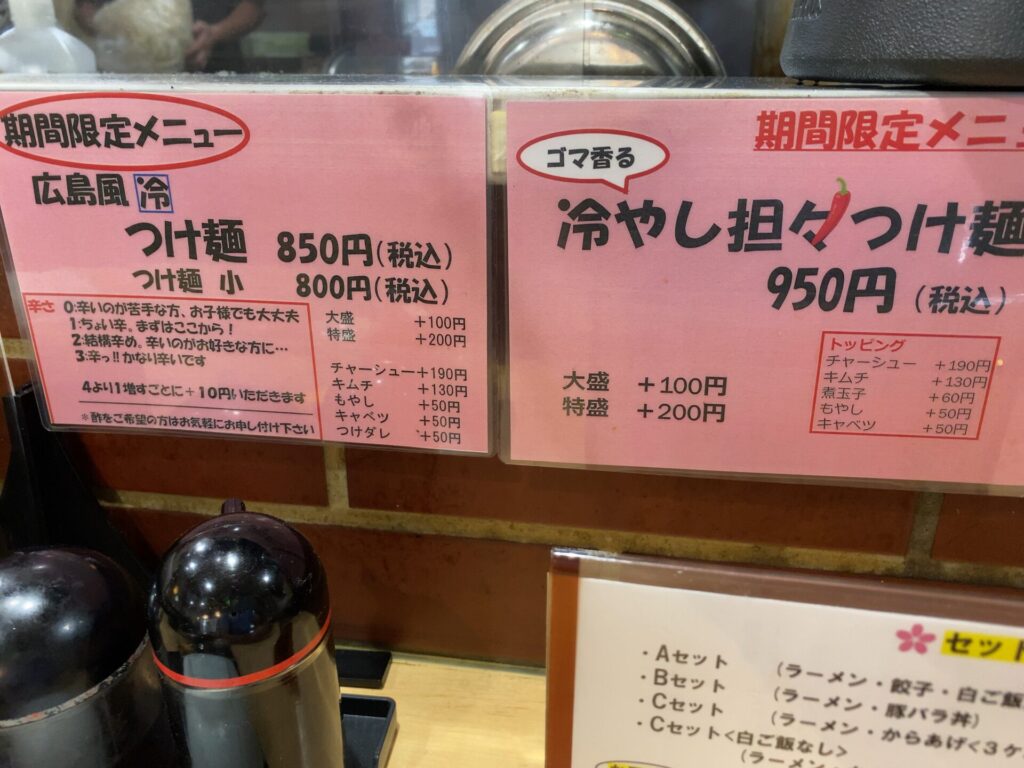 期間限定メニュー
広島風 冷
つけ麺 850円(税込)
つけ麺 小 800円(税込)
辛さ 0:辛いのが苦手な方、お子様でも大丈夫
1:ちょい辛。まずはここから!
2:結構辛め。辛いのがお好きな方に…
3:辛っ!!かなり辛いです
4より1増すごとに+10円いただきます
*酢をご希望の方はお気軽にお申し付け下さい
大盛 +100円
特盛 +200円
チャーシュー+190円
キムチ +130円
もやし +50円
キャベツ +50円
つけダレ +50円
期間限定メニュ
ゴマ香る
冷やし担々つけ麺
950円 (税込)
大盛 +100円
特盛 +200円
トッピング
チャーシュー +190円
キムチ +130円
煮玉子 +60円
もやし +50円
キャベツ +50円
セット
・Aセット (ラーメン・餃子・白ご飯
・Bセット (ラーメン・豚バラ丼)
・Cセット (ラーメン・からあげ<3ケ
・Cセット<白ご飯なし>
(ラーメン・